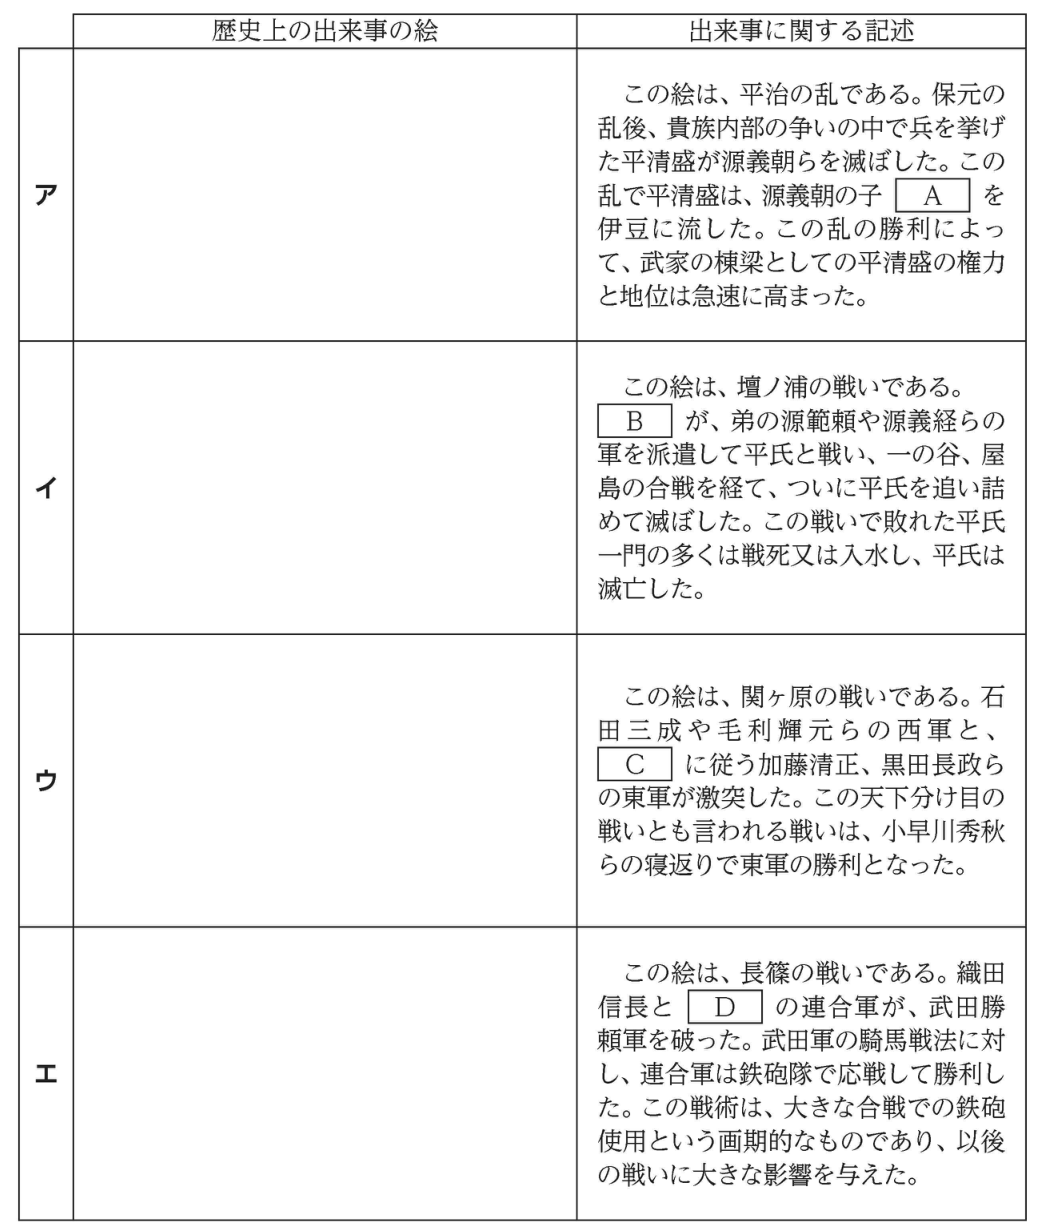 歴史上の出来事の絵
出来事に関する記述
ア
この絵は、平治の乱である。保元の
乱後、貴族内部の争いの中で兵を挙げ
た平清盛が源義朝らを滅ぼした。この
乱で平清盛は、源義朝の子 A を
伊豆に流した。この乱の勝利によっ
て、武家の棟梁としての平清盛の権力
と地位は急速に高まった。
イ
この絵は、壇ノ浦の戦いである。
B が、弟の源範頼や源義経らの
軍を派遣して平氏と戦い、一の谷、屋
島の合戦を経て、ついに平氏を追い詰
めて滅ぼした。この戦いで敗れた平氏
一門の多くは戦死又は入水し、平氏は
滅亡した。
ウ
この絵は、関ヶ原の戦いである。石
田三成や毛利輝元らの西軍と、
C に従う加藤清正、黒田長政ら
の東軍が激突した。この天下分け目の
戦いとも言われる戦いは、小早川秀秋
らの寝返りで東軍の勝利となった。
エ
この絵は、長篠の戦いである。織田
信長と D の連合軍が、武田勝
頼軍を破った。武田軍の騎馬戦法に対
し、連合軍は鉄砲隊で応戦して勝利し
た。この戦術は、大きな合戦での鉄砲
使用という画期的なものであり、以後
の戦いに大きな影響を与えた。